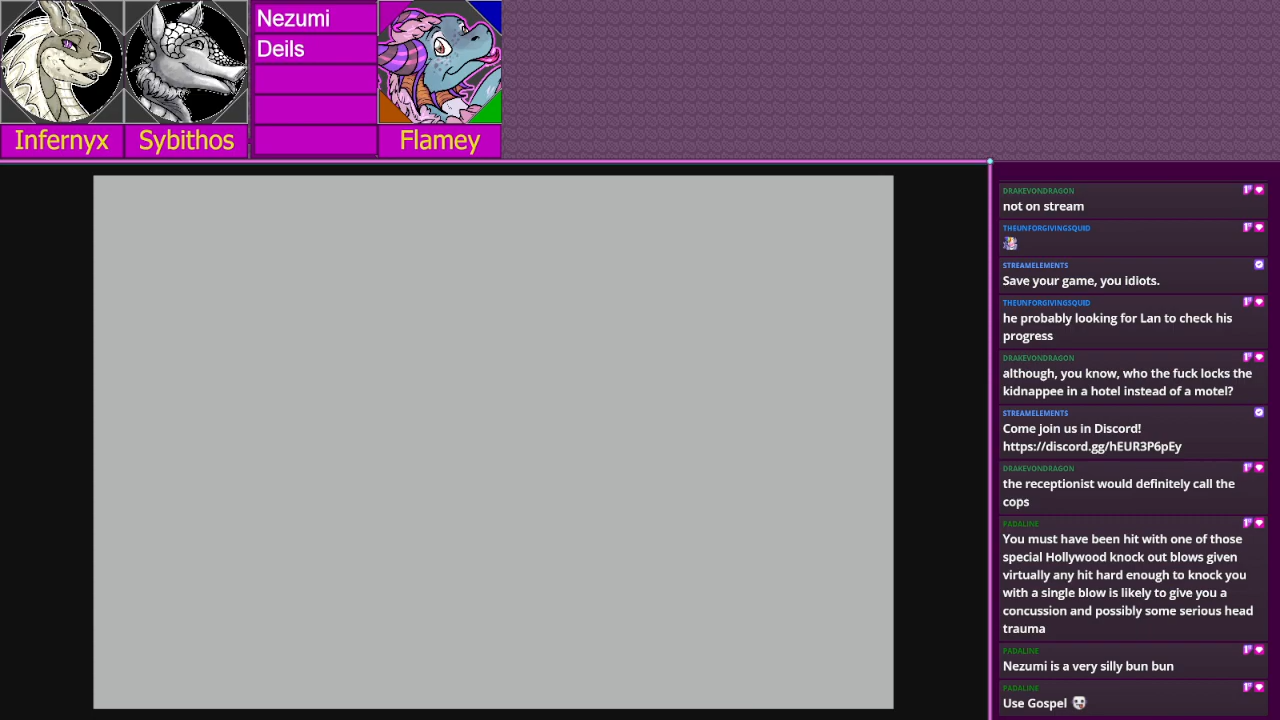 Nezumi
Deils
Infernyx
Sybithos
Flamey
DRAKEVONDRAGON
not on stream
THEUNFORGIVINGSQUID
STREAMELEMENTS
Save your game, you idiots.
THEUNFORGIVINGSQUID
he probably looking for Lan to check his
progress
DRAKEVONDRAGON
although, you know, who the fuck locks the
kidnappee in a hotel instead of a motel?
STREAMELEMENTS
Come join us in Discord!
https://discord.gg/hEUR3P6pEy
DRAKEVONDRAGON
the receptionist would definitely call the
cops
PADALINE
You must have been hit with one of those
special Hollywood knock out blows given
virtually any hit hard enough to knock you
with a single blow is likely to give you a
concussion and possibly some serious head
trauma
PADALINE
Nezumi is a very silly bun bun
PADALINE
Use Gospel